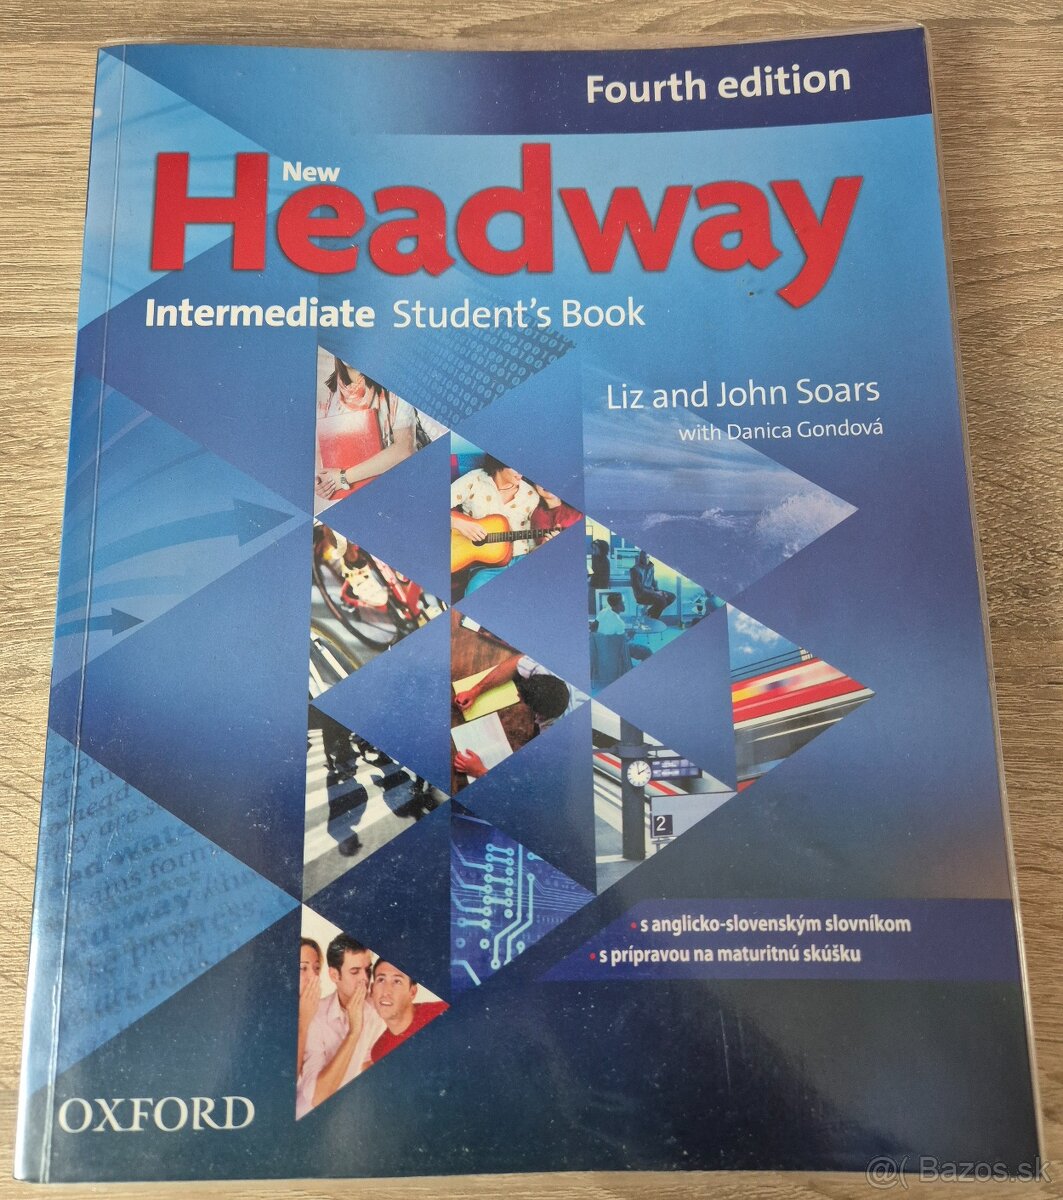 Fourth edition
New
Headway
Intermediate Student's Book
Liz and John Soars
with Danica Gondová
2
• s anglicko-slovenským slovníkom
• s prípravou na maturitnú skúšku
OXFORD
@( Bazos.sk